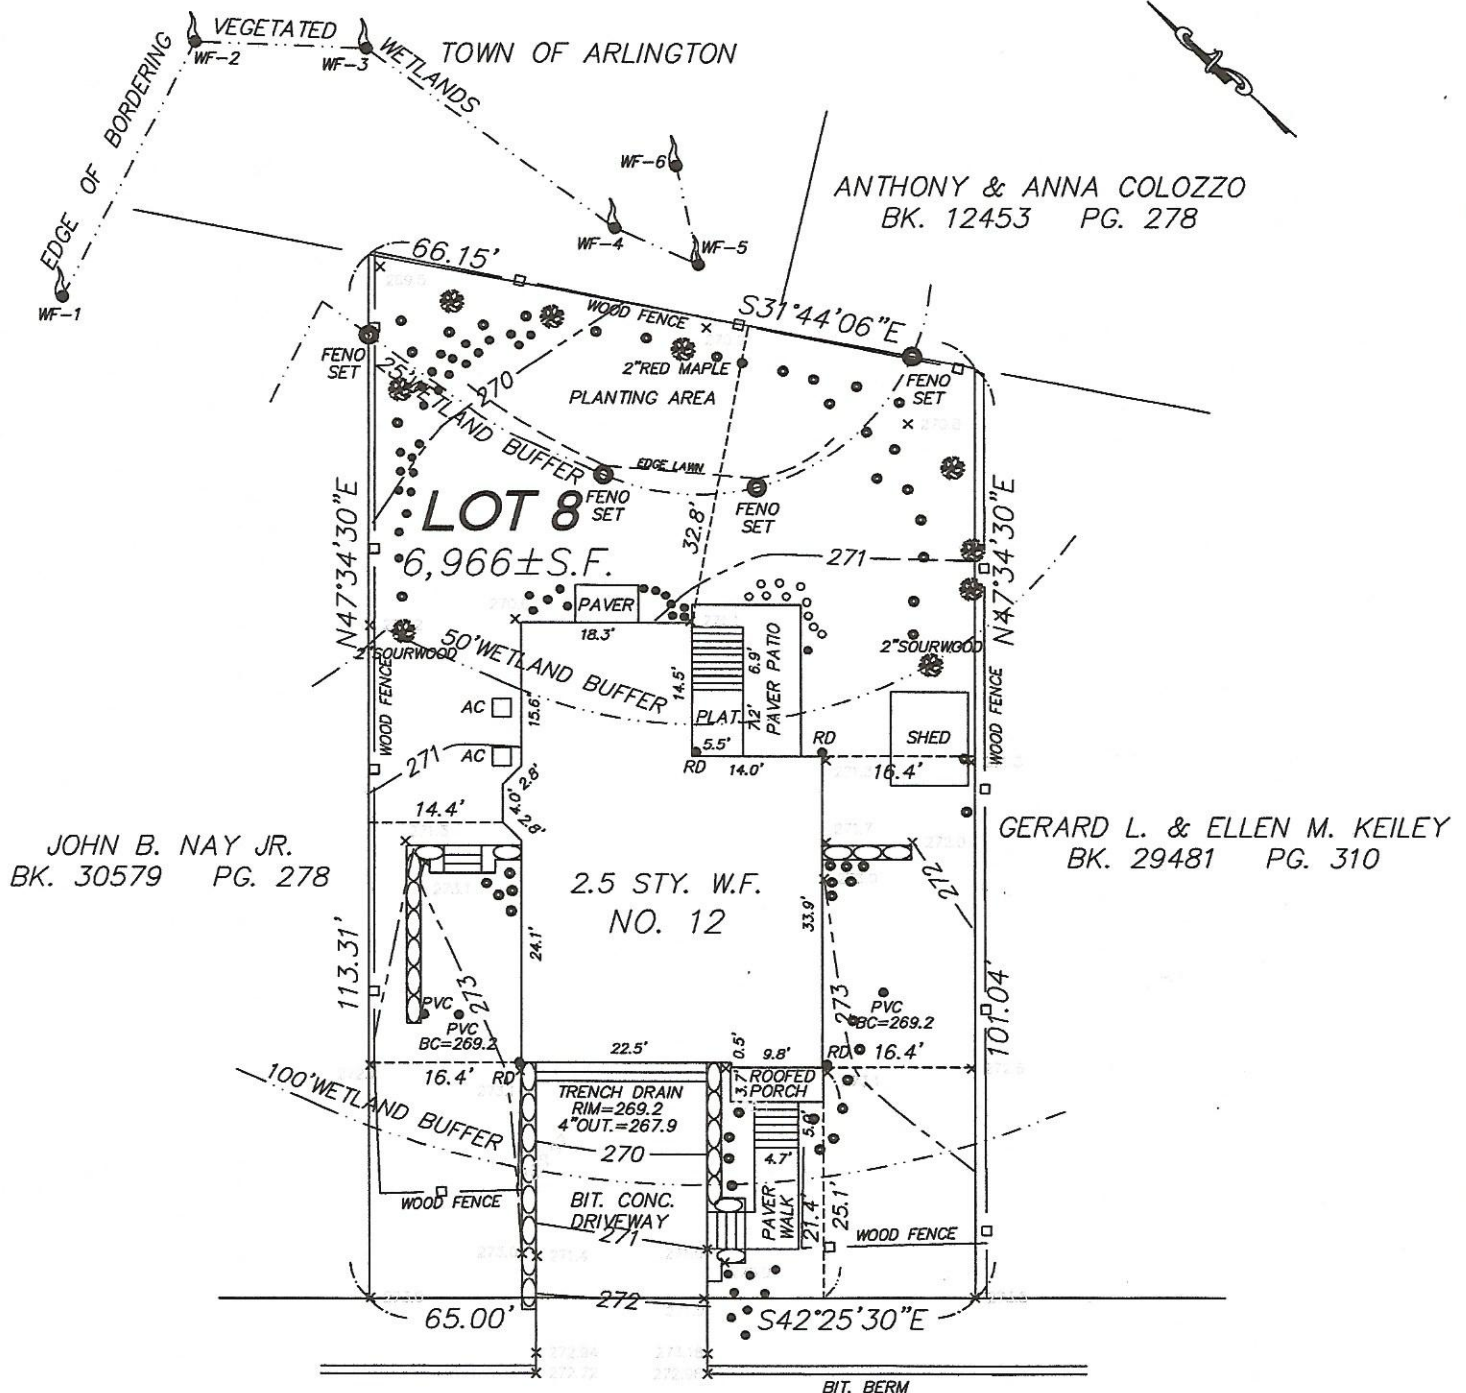 VEGETATED
WETLANDS
TOWN OF ARLINGTON
EDGE OF BORDERING
WF-2
WF-3
WF-6
WF-4
WF-5
WF-1
ANTHONY & ANNA COLOZZO
BK. 12453 PG. 278
66.15'
S31°44'06"E
WOOD FENCE
FENO
SET
2"RED MAPLE
PLANTING AREA
FENO
SET
25'WETLAND BUFFER
270
EDGE LAWN
FENO
SET
FENO
SET
LOT 8
6,966±S.F.
N47°34'30"E
N47°34'30"E
32.8'
271
PAVER
18.3'
2"SOURWOOD
50'WETLAND BUFFER
2"SOURWOOD
WOOD FENCE
WOOD FENCE
AC
AC
15.6'
14.5'
6.9'
PAVER PATIO
PLAT.
7.2'
5.5'
RD
14.0'
RD
SHED
16.4'
271
2.8'
4.0'
2.8'
14.4'
JOHN B. NAY JR.
BK. 30579 PG. 278
GERARD L. & ELLEN M. KEILEY
BK. 29481 PG. 310
2.5 STY. W.F.
NO. 12
24.1'
33.9'
272
113.31'
101.04'
273
273
PVC
PVC
BC=269.2
PVC
BC=269.2
22.5'
0.5'
9.8'
RD
16.4'
16.4'
RD
3.7'
ROOFED
PORCH
TRENCH DRAIN
RIM=269.2
4"OUT.=267.9
100'WETLAND BUFFER
270
5.0'
4.7'
WOOD FENCE
BIT. CONC.
DRIVEWAY
PAVER
WALK
21.4'
25.1'
WOOD FENCE
271
272
65.00'
S42°25'30"E
BIT. BERM